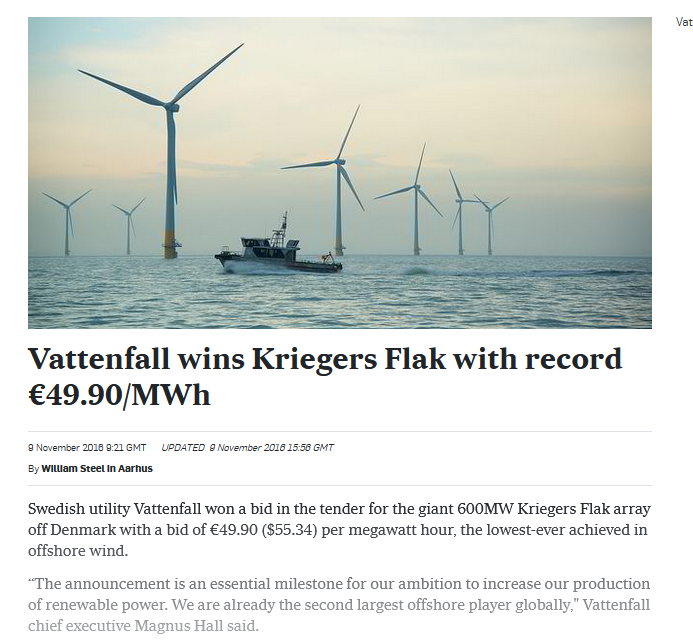 Vat
Vattenfall wins Kriegers Flak with record
€49.90/MWh
9 November 2016 9:21 GMT UPDATED 9 November 2016 15:56 GMT
By William Steel in Aarhus
Swedish utility Vattenfall won a bid in the tender for the giant 600MW Kriegers Flak array
off Denmark with a bid of €49.90 ($55.34) per megawatt hour, the lowest-ever achieved in
offshore wind.
“The announcement is an essential milestone for our ambition to increase our production
of renewable power. We are already the second largest offshore player globally,” Vattenfall
chief executive Magnus Hall said.